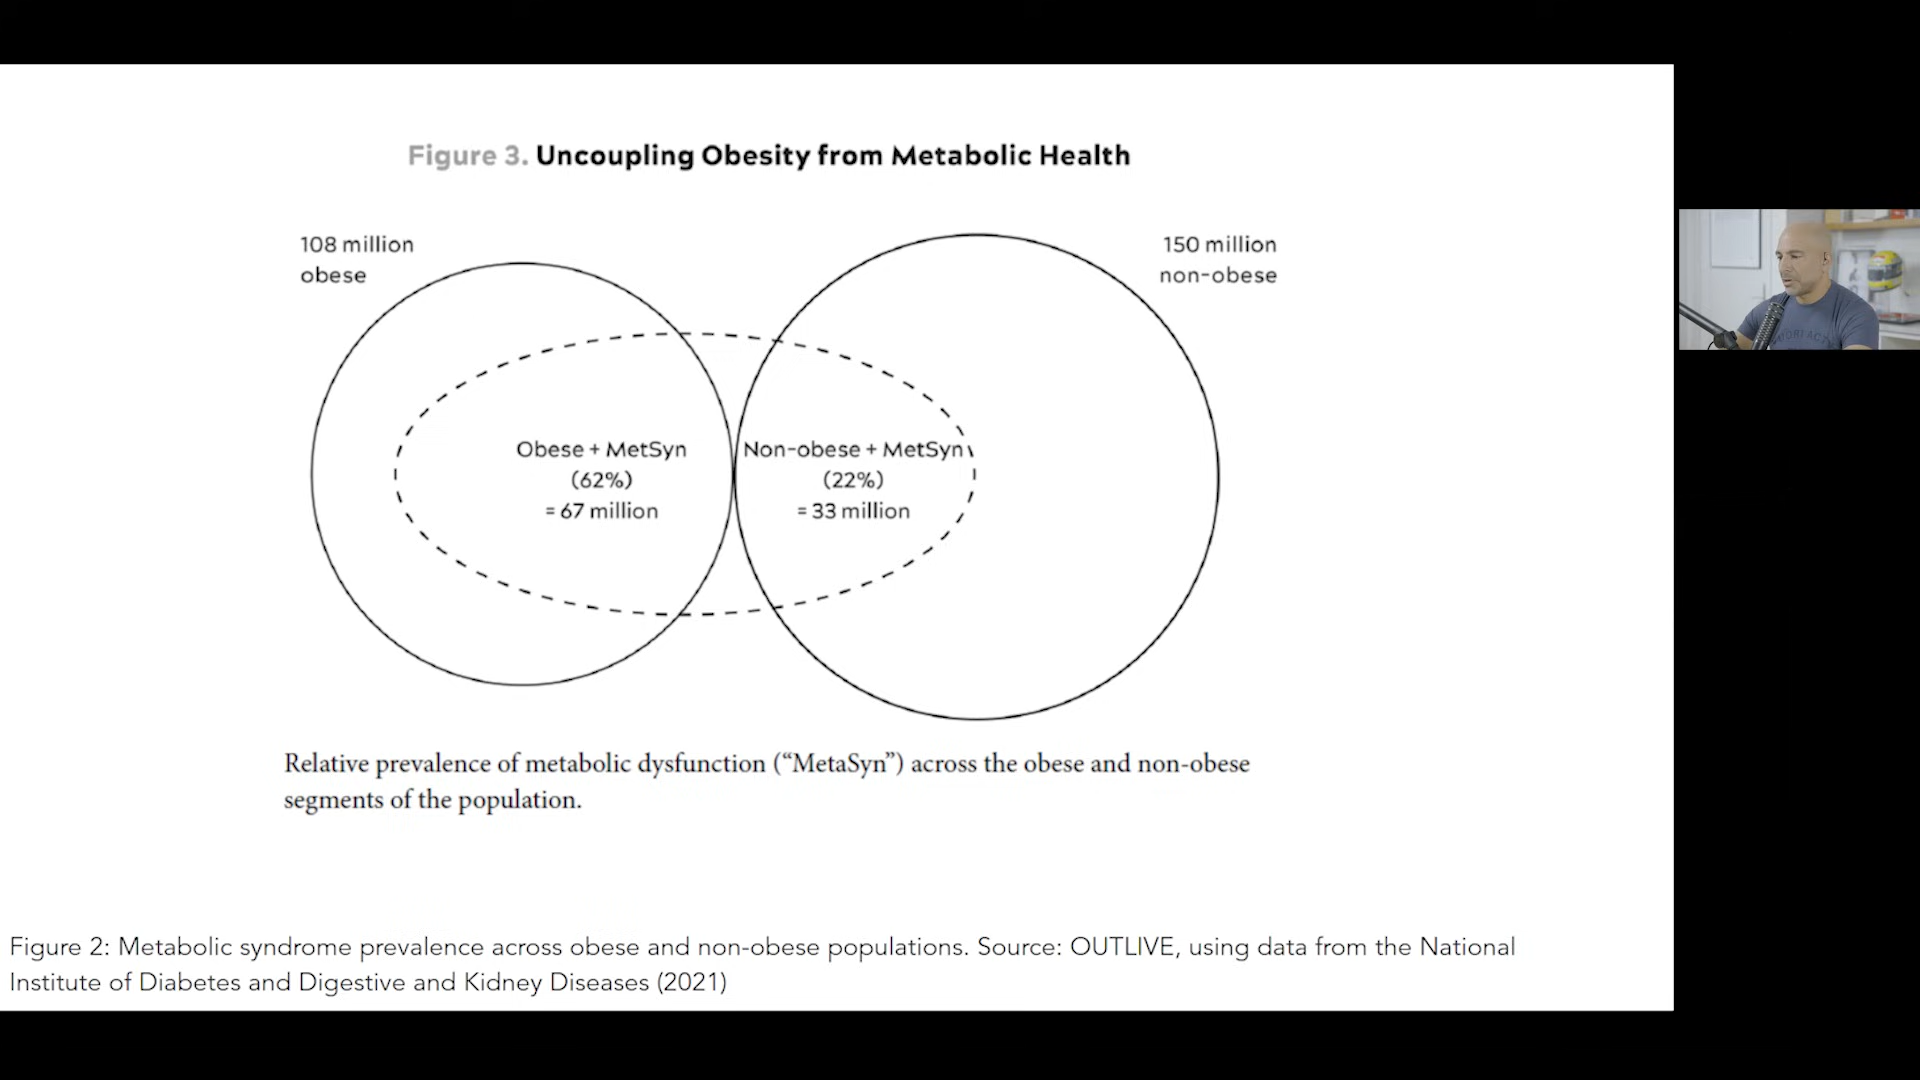 Figure 3. Uncoupling Obesity from Metabolic Health
108 million
obese
150 million
non-obese
Obese + MetSyn
(62%)
= 67 million
Non-obese + MetSyn
(22%)
= 33 million
Relative prevalence of metabolic dysfunction (“MetaSyn”) across the obese and non-obese
segments of the population.
Figure 2: Metabolic syndrome prevalence across obese and non-obese populations. Source: OUTLIVE, using data from the National
Institute of Diabetes and Digestive and Kidney Diseases (2021)